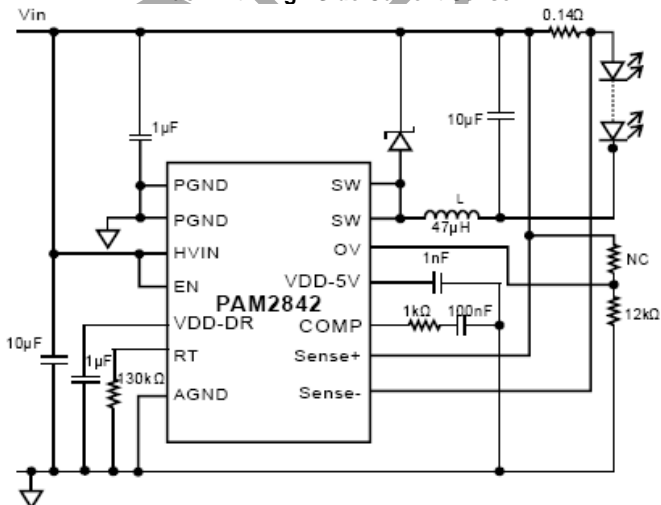 Vin
0.14Ω
1μF
10μF
PGND
SW
L
PGND
SW
47μH
HVIN
OV
1nF
NC
EN
VDD-5V
PAM2842
VDD-DR
COMP
1kΩ
100nF
12kΩ
10μF
1μF
RT
Sense+
130kΩ
AGND
Sense-